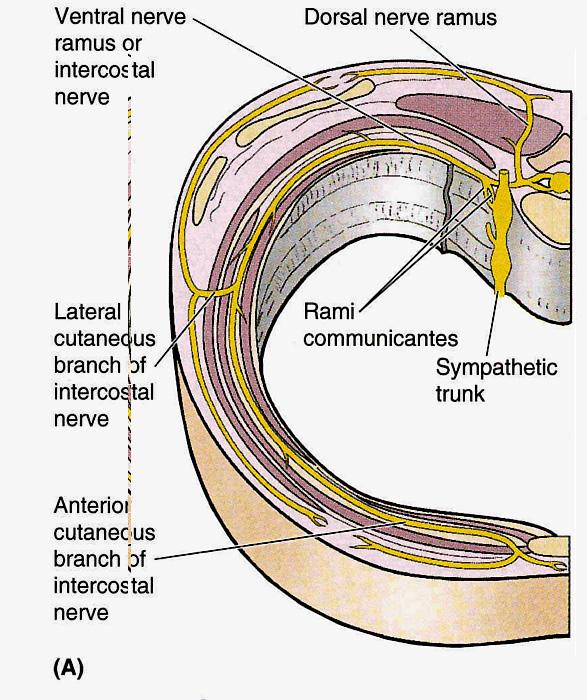 Ventral nerve
ramus or
intercostal
nerve
Dorsal nerve ramus
Lateral
cutaneous
branch of
intercostal
nerve
Rami
communicantes
Sympathetic
trunk
Anterior
cutaneous
branch of
intercostal
nerve
(A)